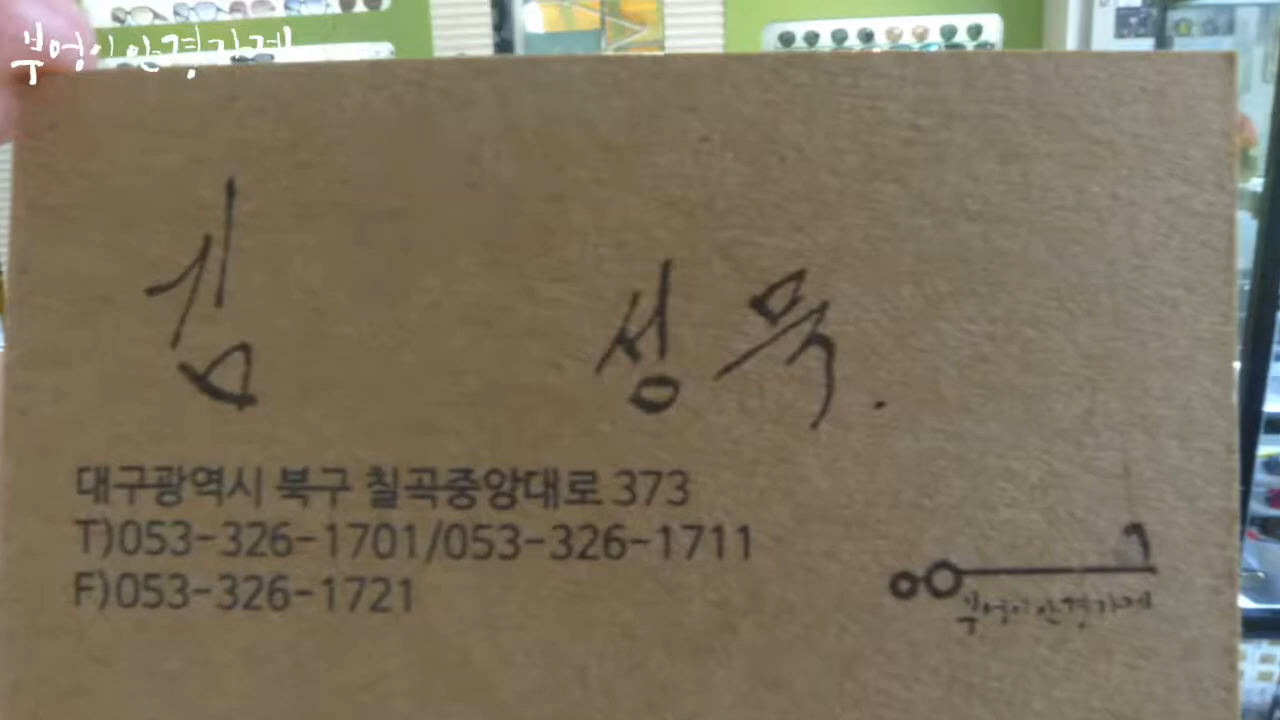 부엉이안경가게
김 성묵.
대구광역시 북구 칠곡중앙대로 373
T)053-326-1701/053-326-1711
F)053-326-1721
부엉이안경가게